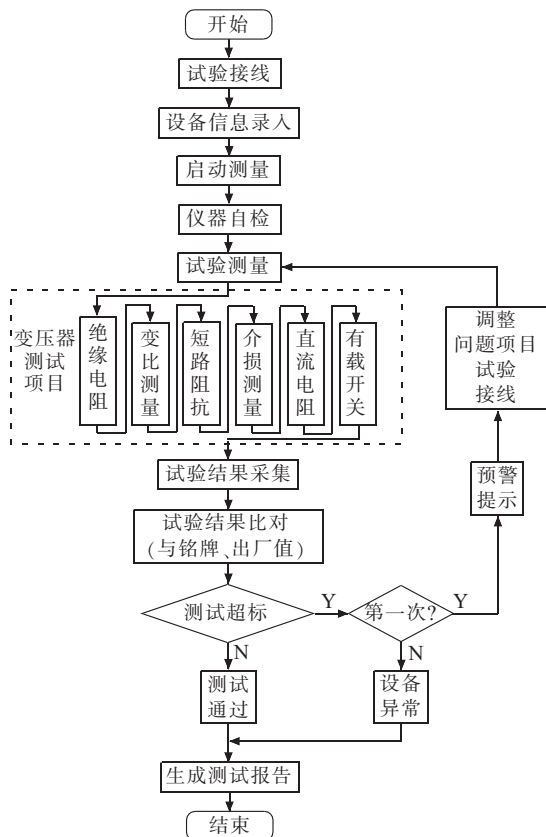 开始
试验接线
设备信息录入
启动测量
仪器自检
试验测量
变压器
测试
项目
绝缘电阻
变比测量
短路阻抗
介损测量
直流电阻
有载开关
调整
问题项目
试验
接线
试验结果采集
预警
提示
试验结果比对
(与铭牌、出厂值)
测试超标
Y
第一次?
Y
N
N
测试
通过
设备
异常
生成测试报告
结束